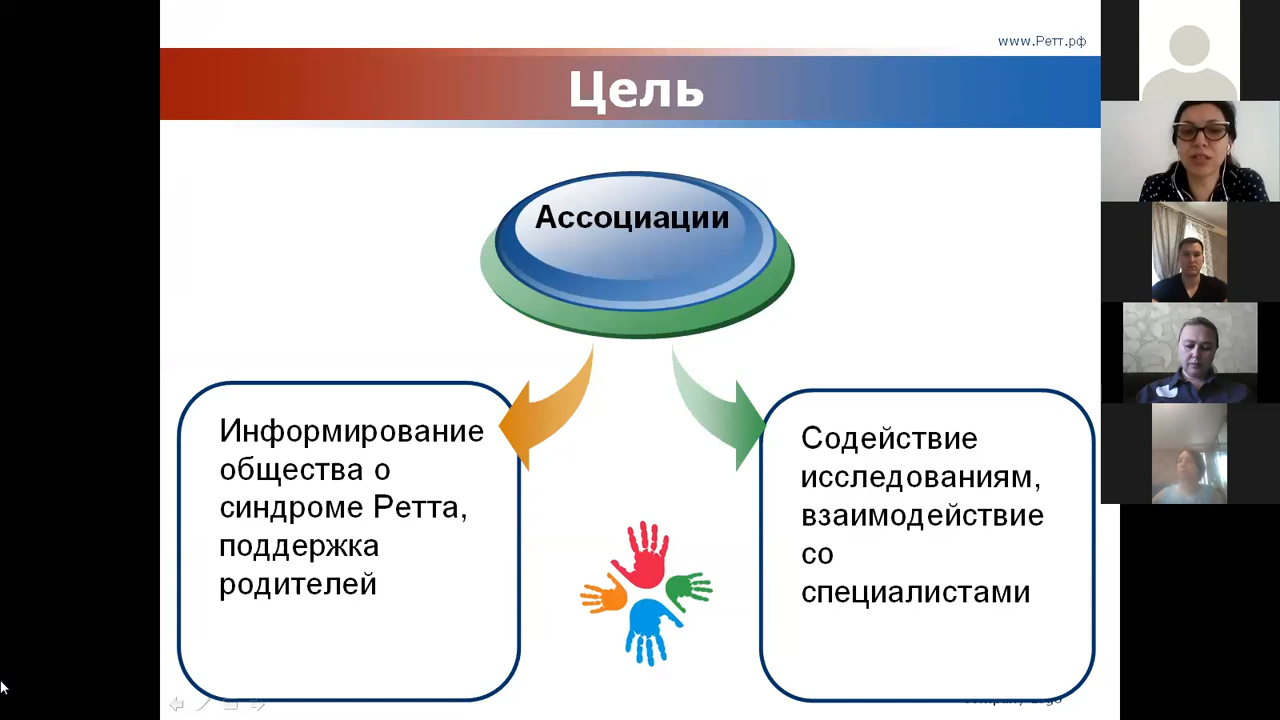 www.Ретт.рф
Цель
Ассоциации
Информирование
общества о
синдроме Ретта,
поддержка
родителей
Содействие
исследованиям,
взаимодействие
со
специалистами